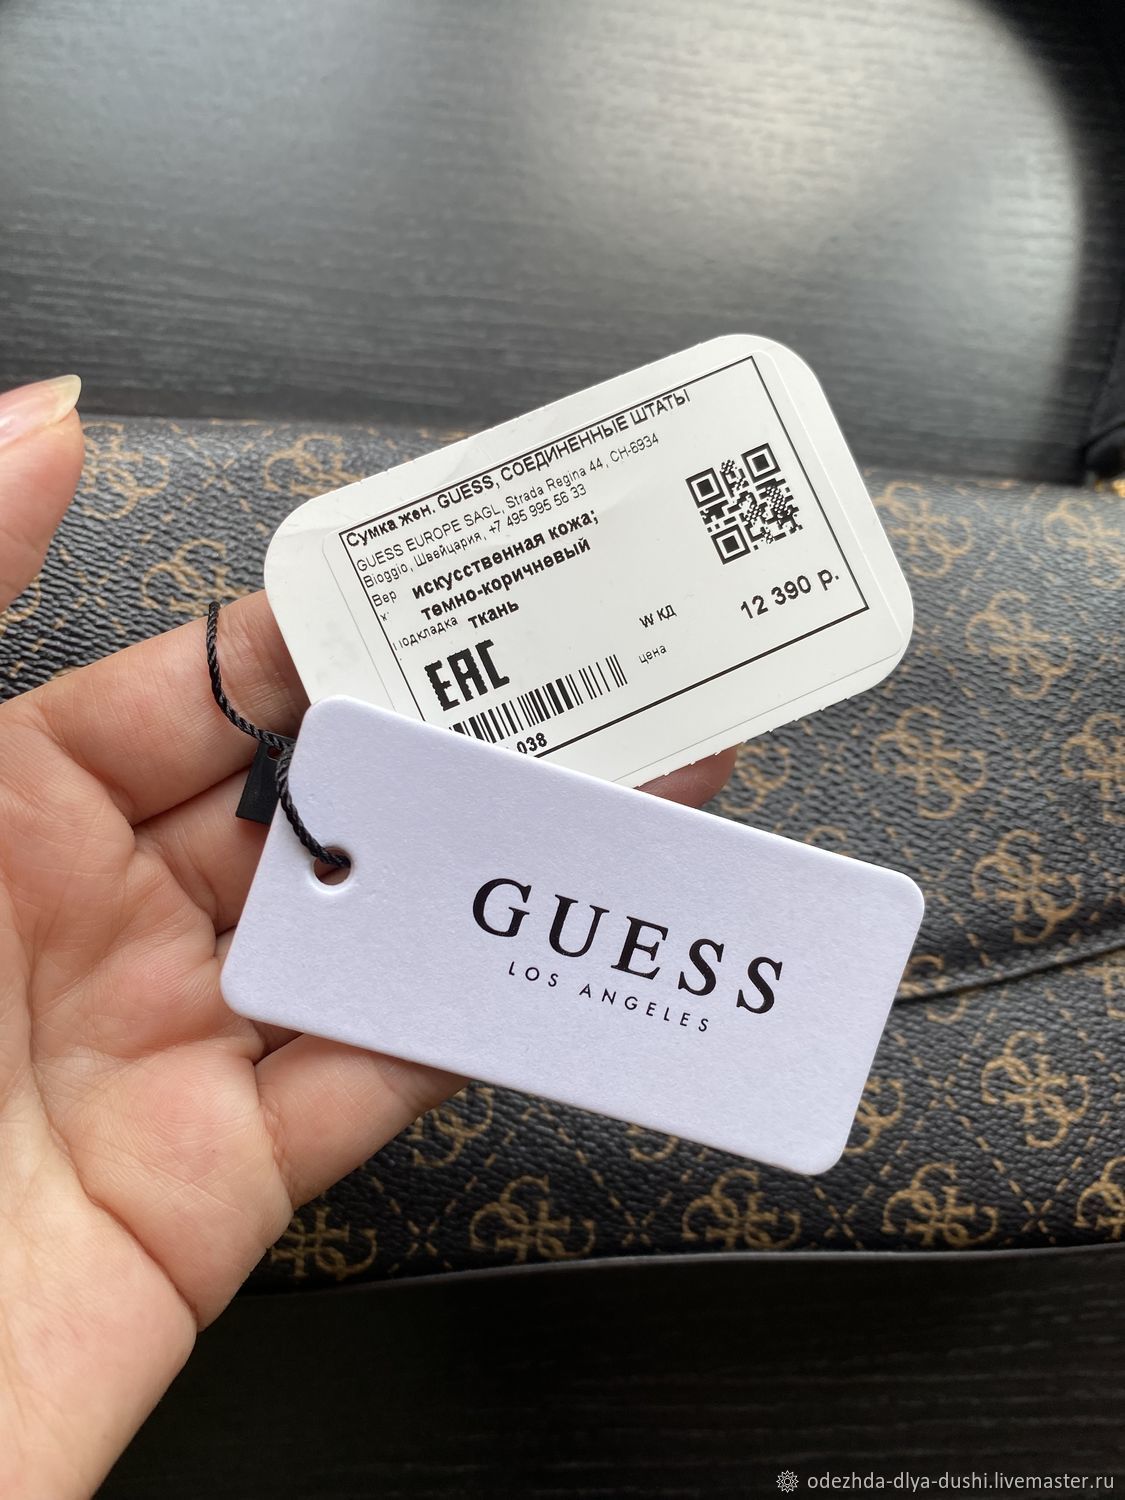 Сумка жен. GUESS, СОЕДИНЕННЫЕ ШТАТЫ
GUESS EUROPE SAGL, Strada Regina 44, CH-6934
Bioggio, Швейцария, +7 495 995 56 33
Верх: искусственная кожа;
темно-коричневый
подкладка ткань
EAC
W КД
цена
12 390 р.
038
GUESS
LOS ANGELES
odezhda-dlya-dushi.livemaster.ru